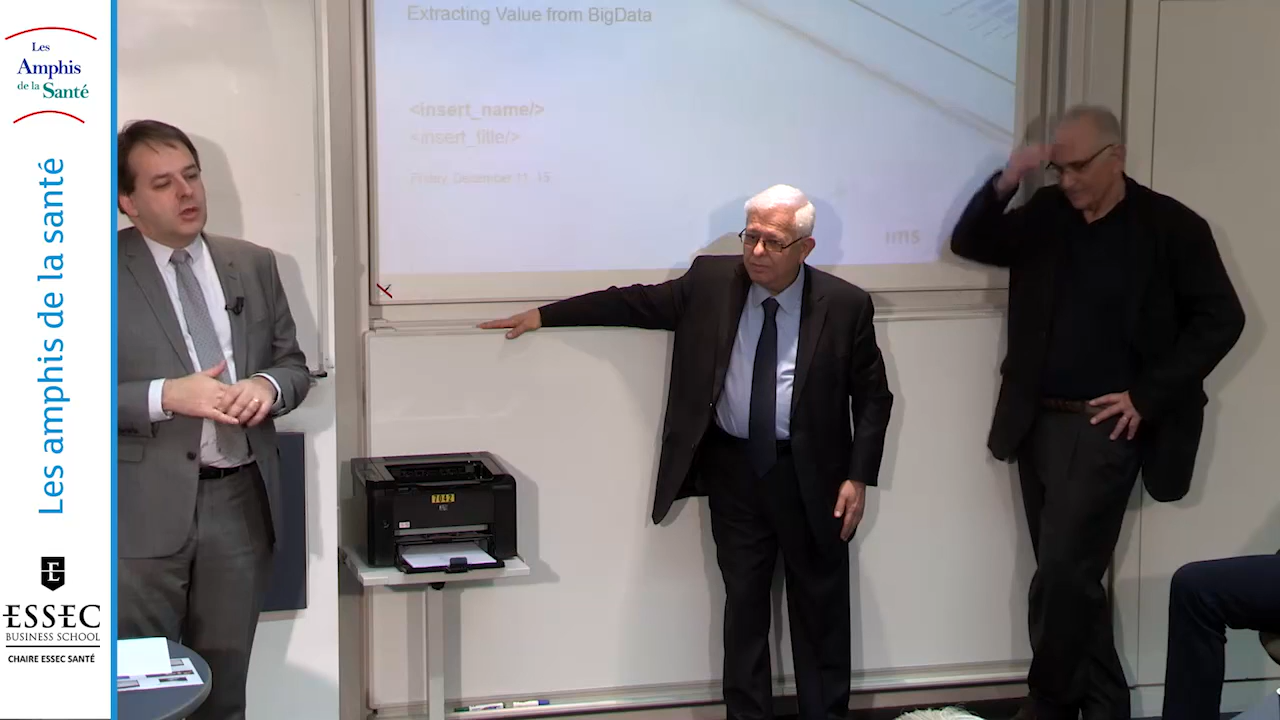 Les
Amphis
de la Santé
Les amphis de la santé
ESSEC
BUSINESS SCHOOL
CHAIRE ESSEC SANTÉ
Extracting Value from BigData
<insert_name/>
<insert_title/>
Friday, December 11, 15
ims
7042